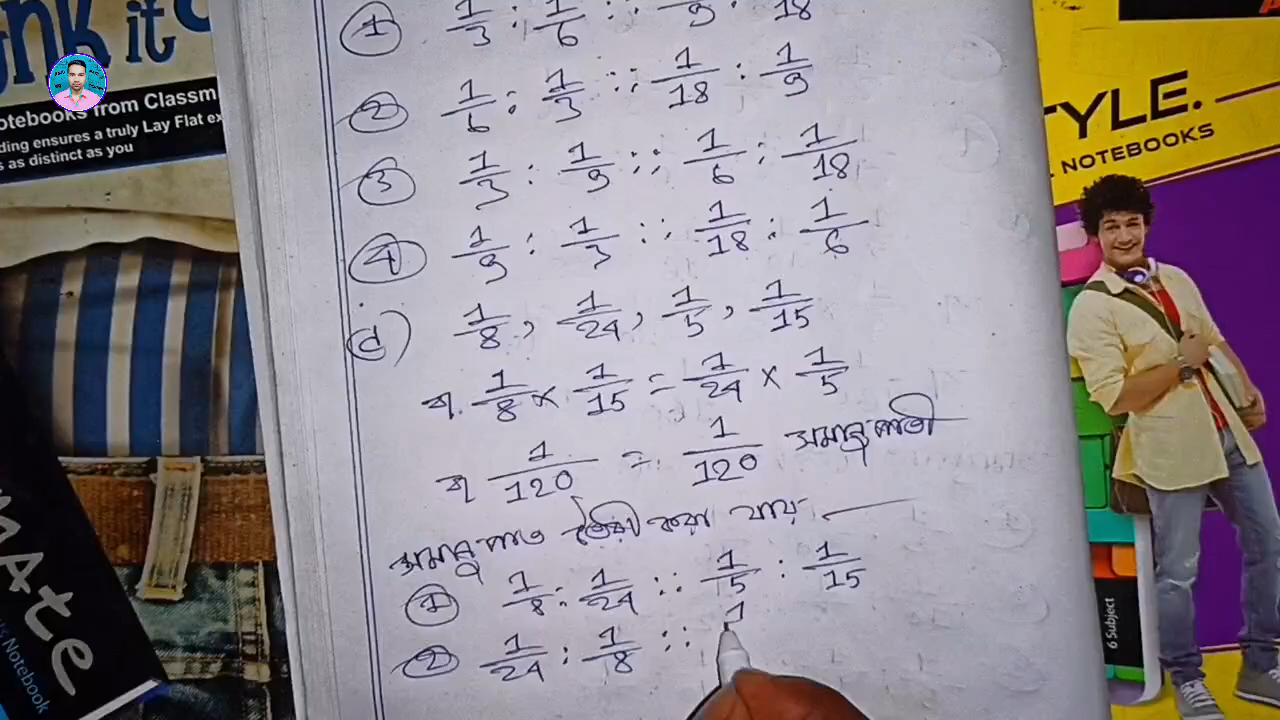 nk it
otebooks from Classm
ding ensures a truly Lay Flat ex
s as distinct as you
① 1/3 : 1/6 :: 1/9 : 1/18
② 1/6 : 1/3 :: 1/18 : 1/9
③ 1/3 : 1/9 :: 1/6 : 1/18
④ 1/9 : 1/3 :: 1/18 : 1/6
d) 1/8, 1/24, 1/5, 1/15
বা. 1/8 × 1/15 = 1/24 × 1/5
বা 1/120 = 1/120 সমানুপাতী
সমানুপাত তৈরী করা যায়
① 1/8 : 1/24 :: 1/5 : 1/15
② 1/24 : 1/8 :: 1
TYLE.
NOTEBOOKS
6 Subject
mate
Notebook